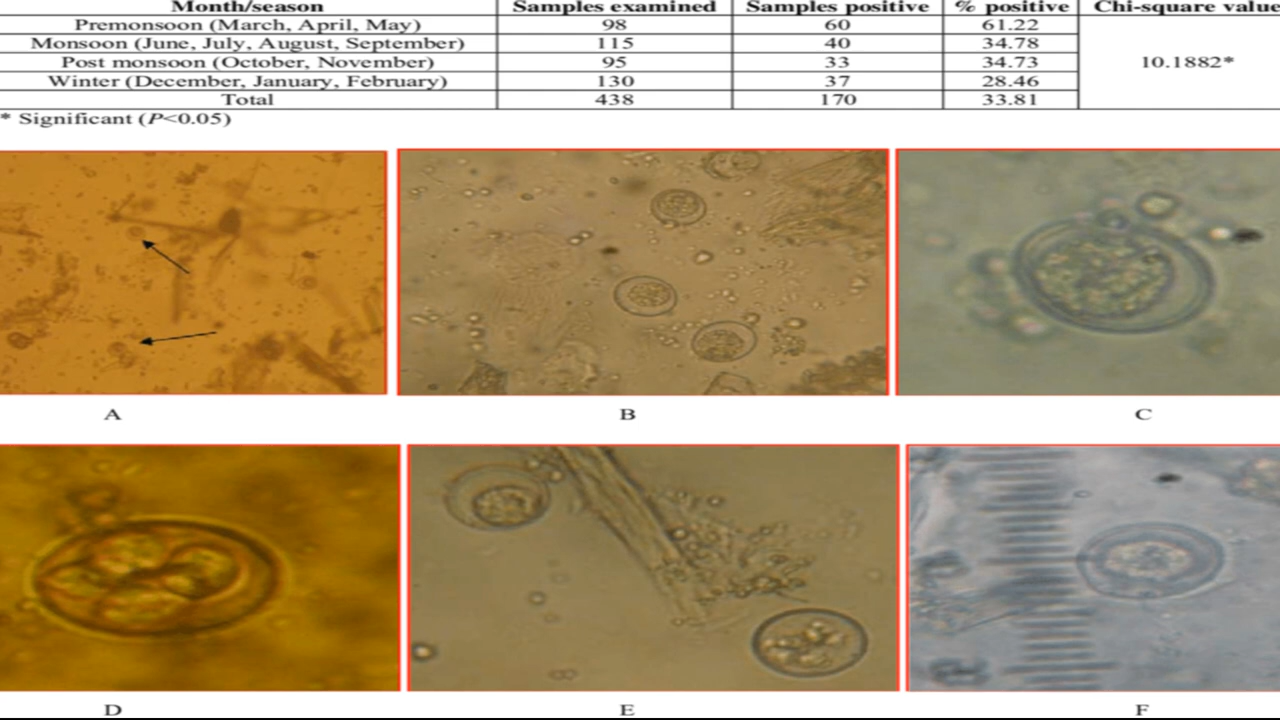 Month/season Samples examined Samples positive % positive Chi-square value
Premonsoon (March, April, May) 98 60 61.22
Monsoon (June, July, August, September) 115 40 34.78
Post monsoon (October, November) 95 33 34.73 10.1882*
Winter (December, January, February) 130 37 28.46
Total 438 170 33.81
* Significant (P<0.05)
A B C
D E F